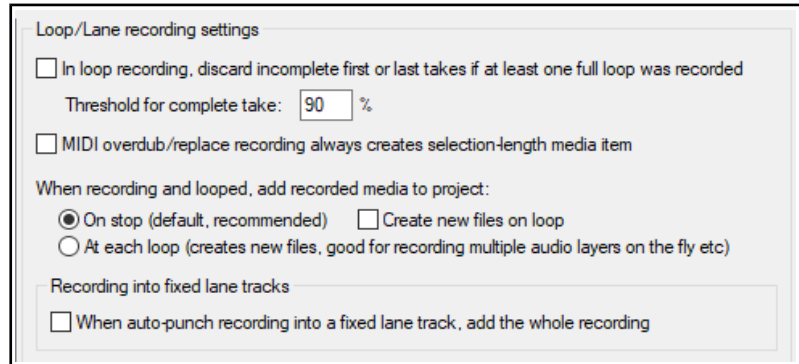 Loop/Lane recording settings
In loop recording, discard incomplete first or last takes if at least one full loop was recorded
Threshold for complete take: 90 %
MIDI overdub/replace recording always creates selection-length media item
When recording and looped, add recorded media to project:
On stop (default, recommended) Create new files on loop
At each loop (creates new files, good for recording multiple audio layers on the fly etc)
Recording into fixed lane tracks
When auto-punch recording into a fixed lane track, add the whole recording